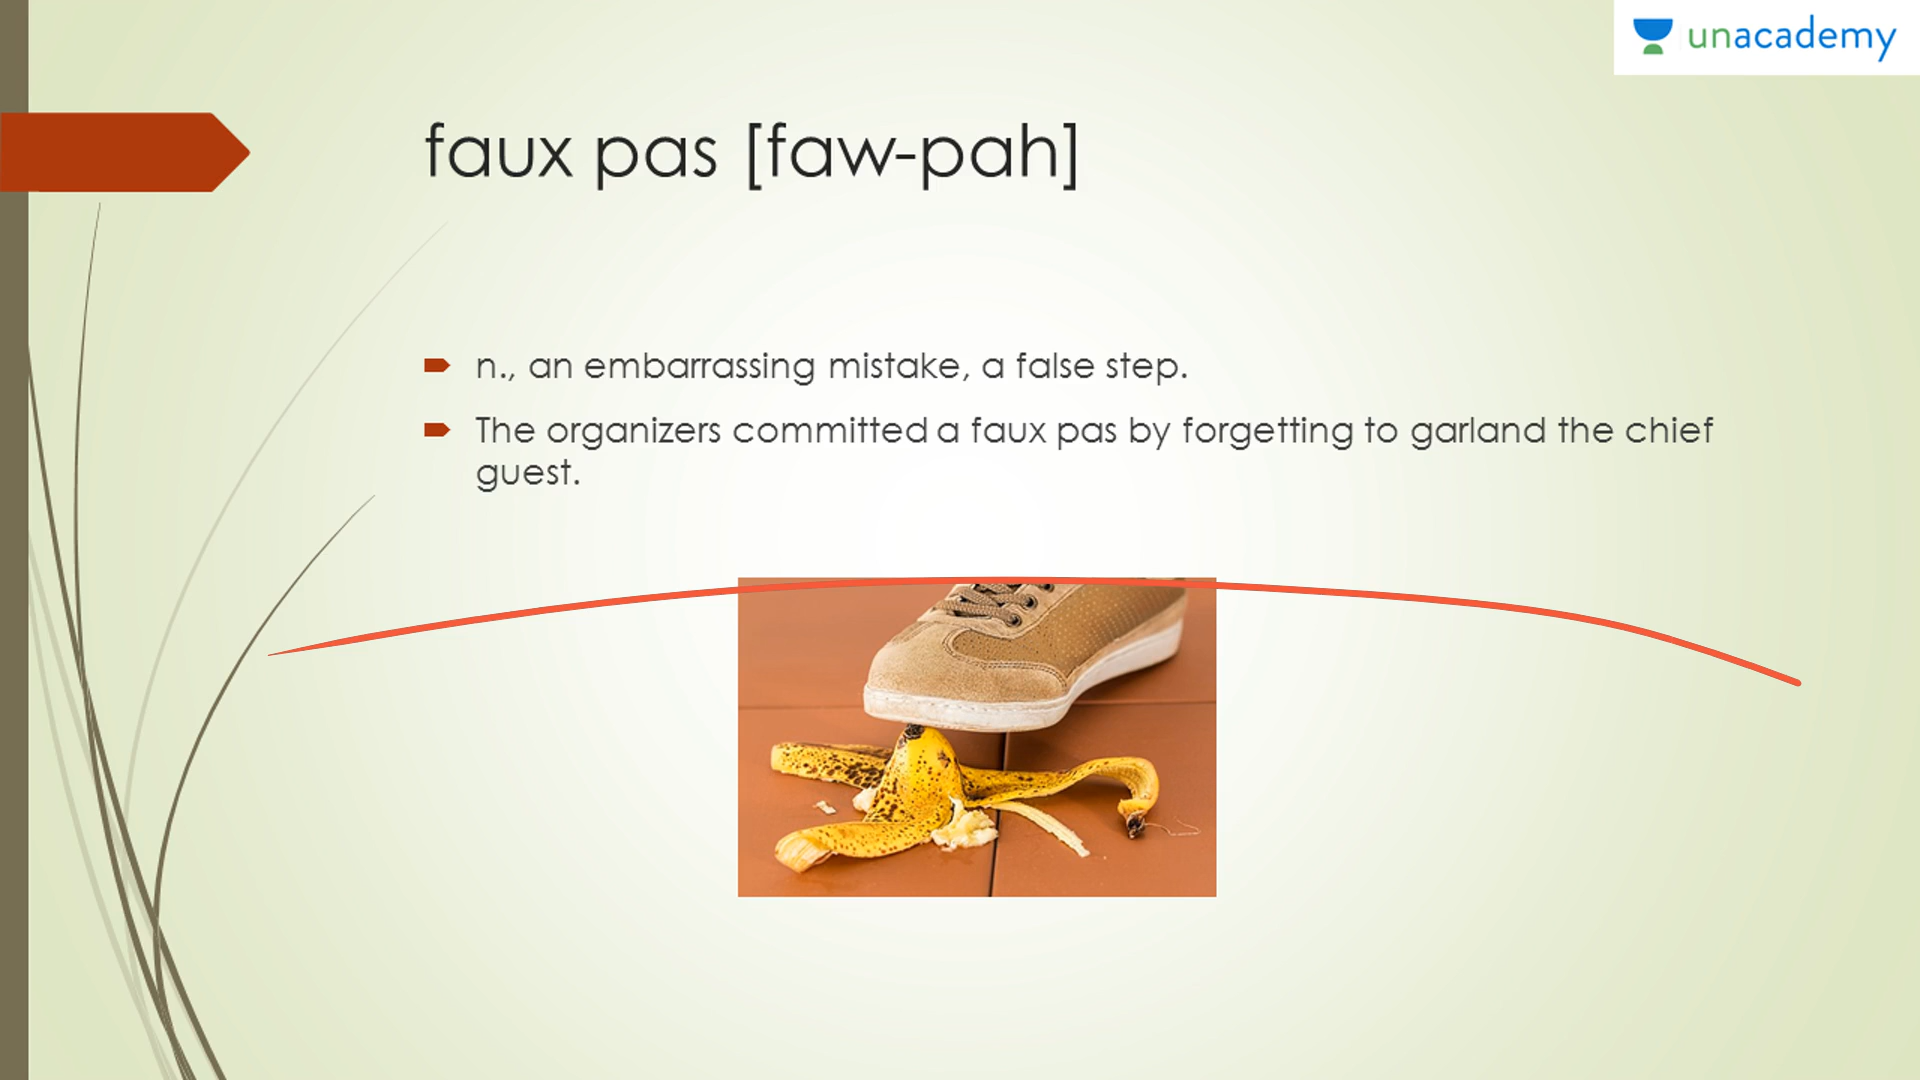 unacademy
faux pas [faw-pah]
n., an embarrassing mistake, a false step.
The organizers committed a faux pas by forgetting to garland the chief
guest.